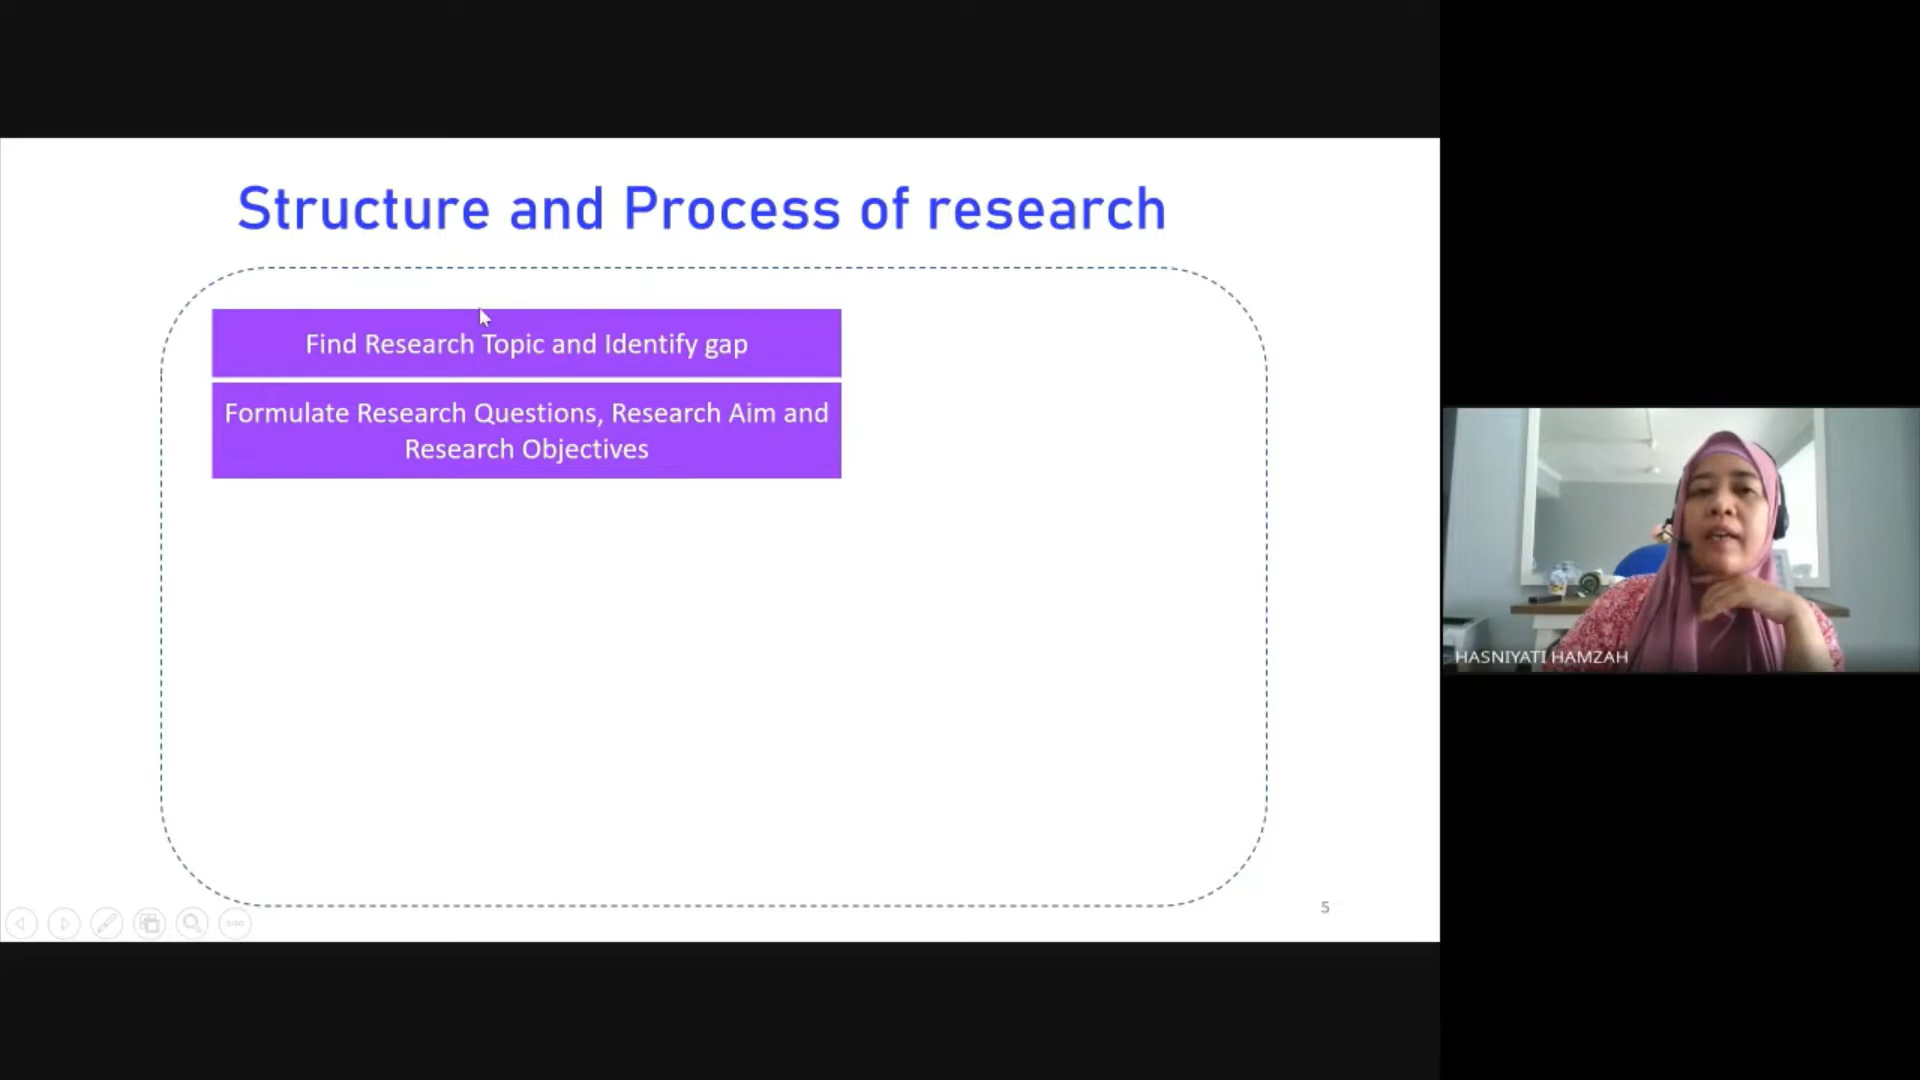 Structure and Process of research
Find Research Topic and Identify gap
Formulate Research Questions, Research Aim and
Research Objectives
5
HASNIYATI HAMZAH